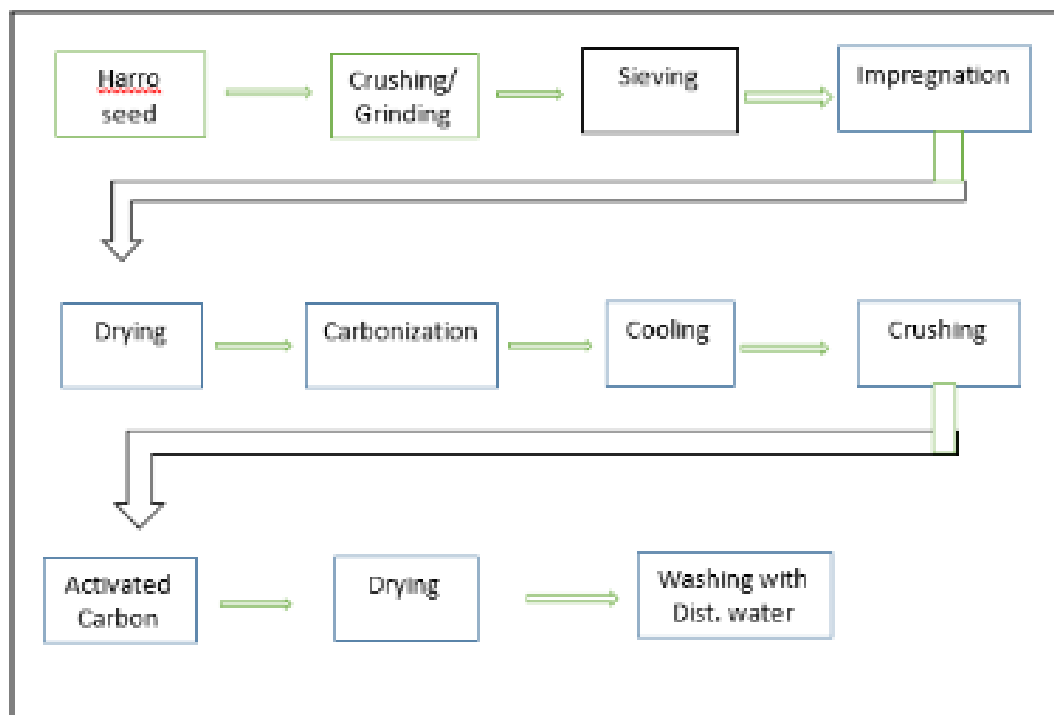 Harro
seed
Crushing/
Grinding
Sieving
Impregnation
Drying
Carbonization
Cooling
Crushing
Activated
Carbon
Drying
Washing with
Dist. water